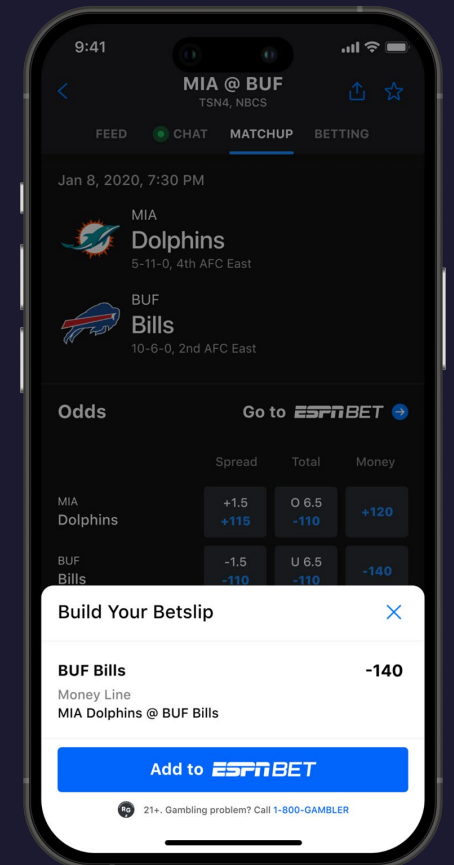 9:41
MIA @ BUF
TSN4, NBCS
FEED CHAT MATCHUP BETTING
Jan 8, 2020, 7:30 PM
MIA
Dolphins
5-11-0, 4th AFC East
BUF
Bills
10-6-0, 2nd AFC East
Odds Go to ESPN BET
Spread Total Money
MIA
Dolphins
+1.5 O 6.5
+115 -110 +120
BUF
Bills
-1.5 U 6.5
-110 -110 -140
Build Your Betslip
BUF Bills -140
Money Line
MIA Dolphins @ BUF Bills
Add to ESPN BET
RG 21+. Gambling problem? Call 1-800-GAMBLER